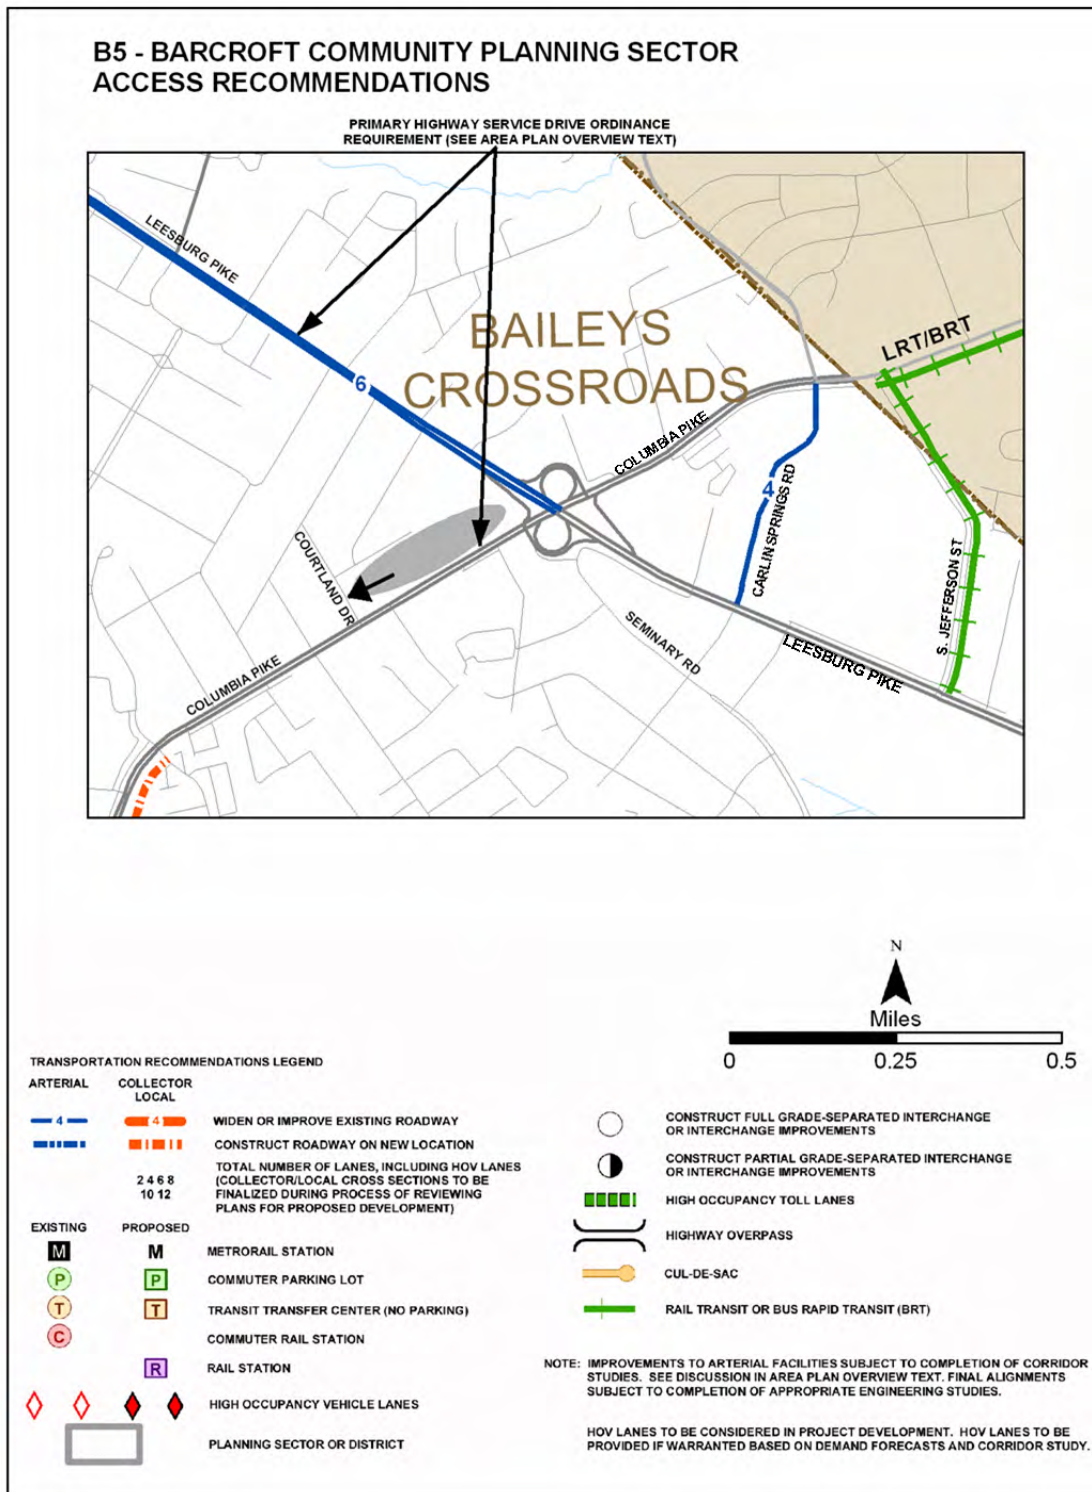 B5 - BARCROFT COMMUNITY PLANNING SECTOR
ACCESS RECOMMENDATIONS
PRIMARY HIGHWAY SERVICE DRIVE ORDINANCE
REQUIREMENT (SEE AREA PLAN OVERVIEW TEXT)
LEESBURG PIKE
BAILEYS
CROSSROADS
LRT/BRT
6
COLUMBIA PIKE
4
CARLIN SPRINGS RD
COURTLAND DR
S. JEFFERSON ST
SEMINARY RD
LEESBURG PIKE
COLUMBIA PIKE
N
Miles
0 0.25 0.5
TRANSPORTATION RECOMMENDATIONS LEGEND
ARTERIAL COLLECTOR
LOCAL
4 4 WIDEN OR IMPROVE EXISTING ROADWAY
CONSTRUCT ROADWAY ON NEW LOCATION
2 4 6 8
10 12
TOTAL NUMBER OF LANES, INCLUDING HOV LANES
(COLLECTOR/LOCAL CROSS SECTIONS TO BE
FINALIZED DURING PROCESS OF REVIEWING
PLANS FOR PROPOSED DEVELOPMENT)
EXISTING PROPOSED
M M METRORAIL STATION
P P COMMUTER PARKING LOT
T T TRANSIT TRANSFER CENTER (NO PARKING)
C COMMUTER RAIL STATION
R RAIL STATION
HIGH OCCUPANCY VEHICLE LANES
PLANNING SECTOR OR DISTRICT
CONSTRUCT FULL GRADE-SEPARATED INTERCHANGE
OR INTERCHANGE IMPROVEMENTS
CONSTRUCT PARTIAL GRADE-SEPARATED INTERCHANGE
OR INTERCHANGE IMPROVEMENTS
HIGH OCCUPANCY TOLL LANES
HIGHWAY OVERPASS
CUL-DE-SAC
RAIL TRANSIT OR BUS RAPID TRANSIT (BRT)
NOTE: IMPROVEMENTS TO ARTERIAL FACILITIES SUBJECT TO COMPLETION OF CORRIDOR
STUDIES. SEE DISCUSSION IN AREA PLAN OVERVIEW TEXT. FINAL ALIGNMENTS
SUBJECT TO COMPLETION OF APPROPRIATE ENGINEERING STUDIES.
HOV LANES TO BE CONSIDERED IN PROJECT DEVELOPMENT. HOV LANES TO BE
PROVIDED IF WARRANTED BASED ON DEMAND FORECASTS AND CORRIDOR STUDY.